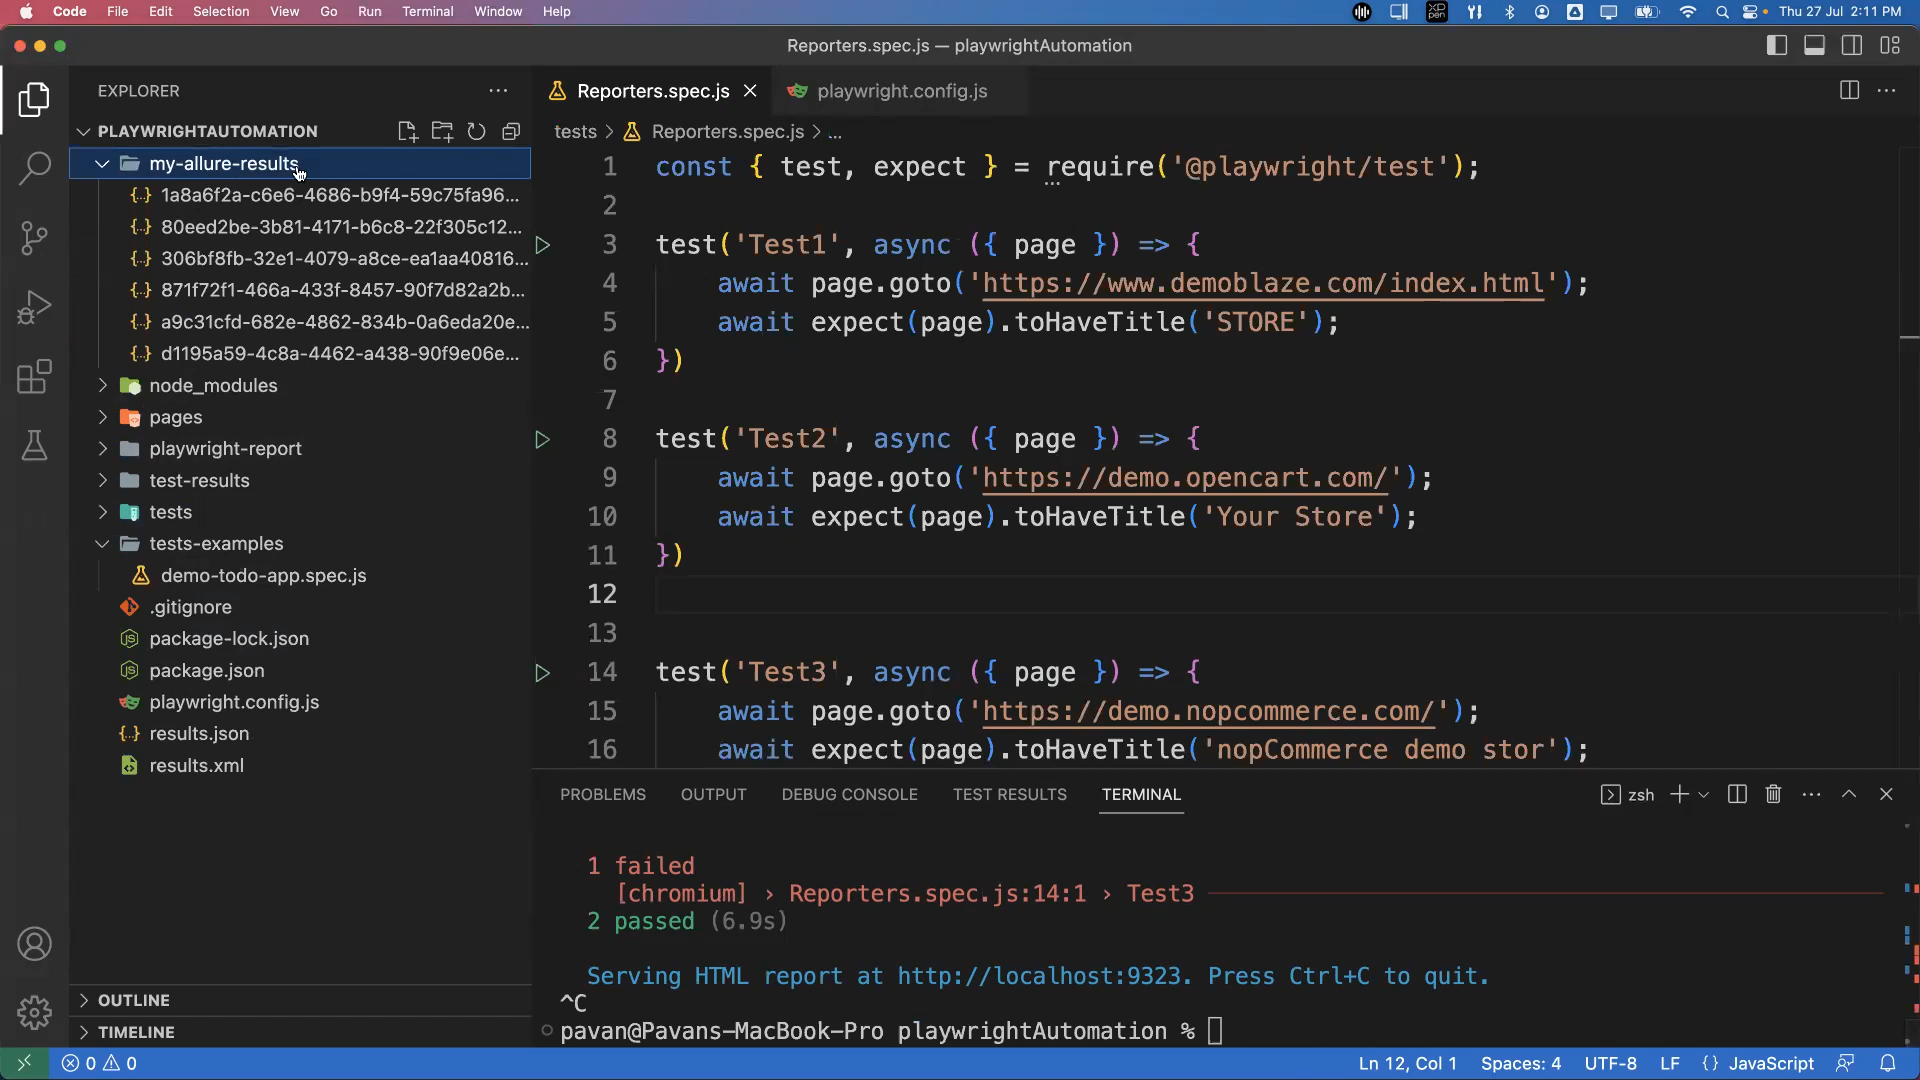 Code File Edit Selection View Go Run Terminal Window Help
Thu 27 Jul 2:11 PM
Reporters.spec.js — playwrightAutomation
EXPLORER
PLAYWRIGHTAUTOMATION
my-allure-results
1a8a6f2a-c6e6-4686-b9f4-59c75fa96...
80eed2be-3b81-4171-b6c8-22f305c12...
306bf8fb-32e1-4079-a8ce-ea1aa40816...
871f72f1-466a-433f-8457-90f7d82a2b...
a9c31cfd-682e-4862-834b-0a6eda20e...
d1195a59-4c8a-4462-a438-90f9e06e...
node_modules
pages
playwright-report
test-results
tests
tests-examples
demo-todo-app.spec.js
.gitignore
package-lock.json
package.json
playwright.config.js
results.json
results.xml
OUTLINE
TIMELINE
Reporters.spec.js
playwright.config.js
tests > Reporters.spec.js > ...
1 const { test, expect } = require('@playwright/test');
2
3 test('Test1', async ({ page }) => {
4 await page.goto('https://www.demoblaze.com/index.html');
5 await expect(page).toHaveTitle('STORE');
6 })
7
8 test('Test2', async ({ page }) => {
9 await page.goto('https://demo.opencart.com/');
10 await expect(page).toHaveTitle('Your Store');
11 })
12
13
14 test('Test3', async ({ page }) => {
15 await page.goto('https://demo.nopcommerce.com/');
16 await expect(page).toHaveTitle('nopCommerce demo stor');
PROBLEMS OUTPUT DEBUG CONSOLE TEST RESULTS TERMINAL
zsh
1 failed
[chromium] › Reporters.spec.js:14:1 › Test3
2 passed (6.9s)
Serving HTML report at http://localhost:9323. Press Ctrl+C to quit.
^C
pavan@Pavans-MacBook-Pro playwrightAutomation %
0 0
Ln 12, Col 1 Spaces: 4 UTF-8 LF {} JavaScript